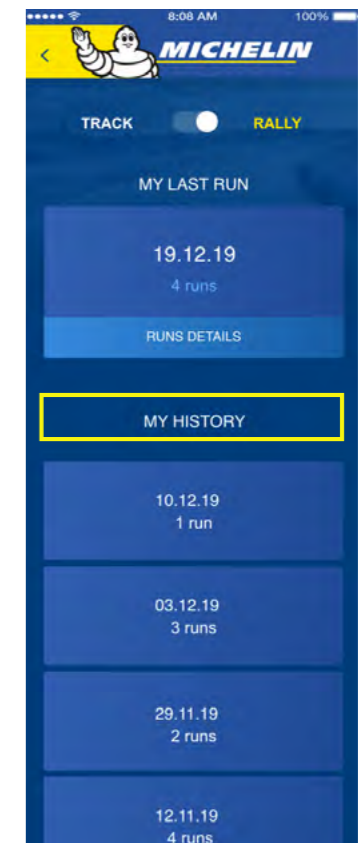 8:08 AM 100%
<
MICHELIN
TRACK RALLY
MY LAST RUN
19.12.19
4 runs
RUNS DETAILS
MY HISTORY
10.12.19
1 run
03.12.19
3 runs
29.11.19
2 runs
12.11.19
4 runs